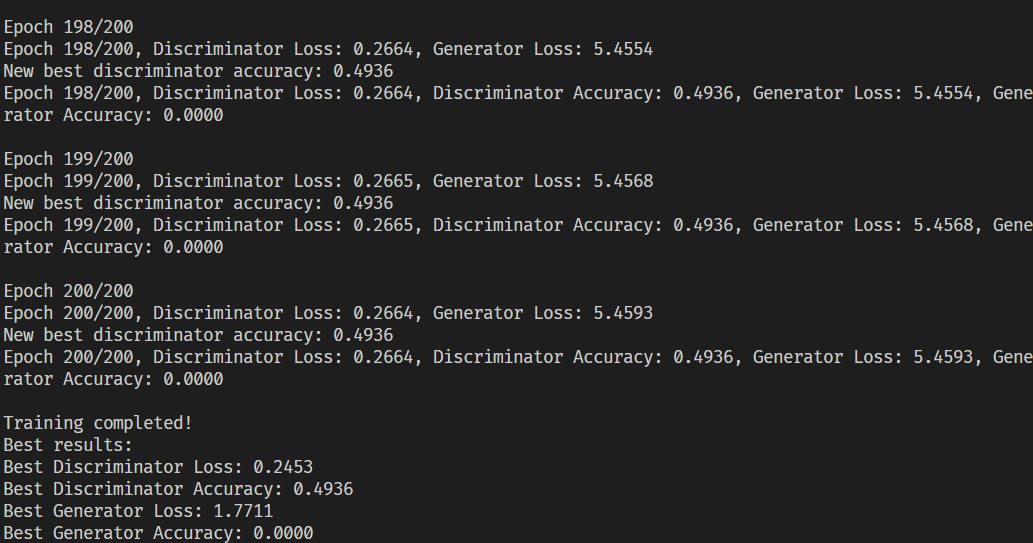 Epoch 198/200
Epoch 198/200, Discriminator Loss: 0.2664, Generator Loss: 5.4554
New best discriminator accuracy: 0.4936
Epoch 198/200, Discriminator Loss: 0.2664, Discriminator Accuracy: 0.4936, Generator Loss: 5.4554, Gene
rator Accuracy: 0.0000
Epoch 199/200
Epoch 199/200, Discriminator Loss: 0.2665, Generator Loss: 5.4568
New best discriminator accuracy: 0.4936
Epoch 199/200, Discriminator Loss: 0.2665, Discriminator Accuracy: 0.4936, Generator Loss: 5.4568, Gene
rator Accuracy: 0.0000
Epoch 200/200
Epoch 200/200, Discriminator Loss: 0.2664, Generator Loss: 5.4593
New best discriminator accuracy: 0.4936
Epoch 200/200, Discriminator Loss: 0.2664, Discriminator Accuracy: 0.4936, Generator Loss: 5.4593, Gene
rator Accuracy: 0.0000
Training completed!
Best results:
Best Discriminator Loss: 0.2453
Best Discriminator Accuracy: 0.4936
Best Generator Loss: 1.7711
Best Generator Accuracy: 0.0000